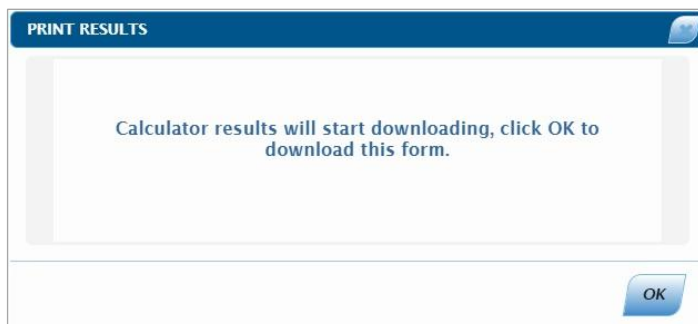 PRINT RESULTS
Calculator results will start downloading, click OK to
download this form.
OK